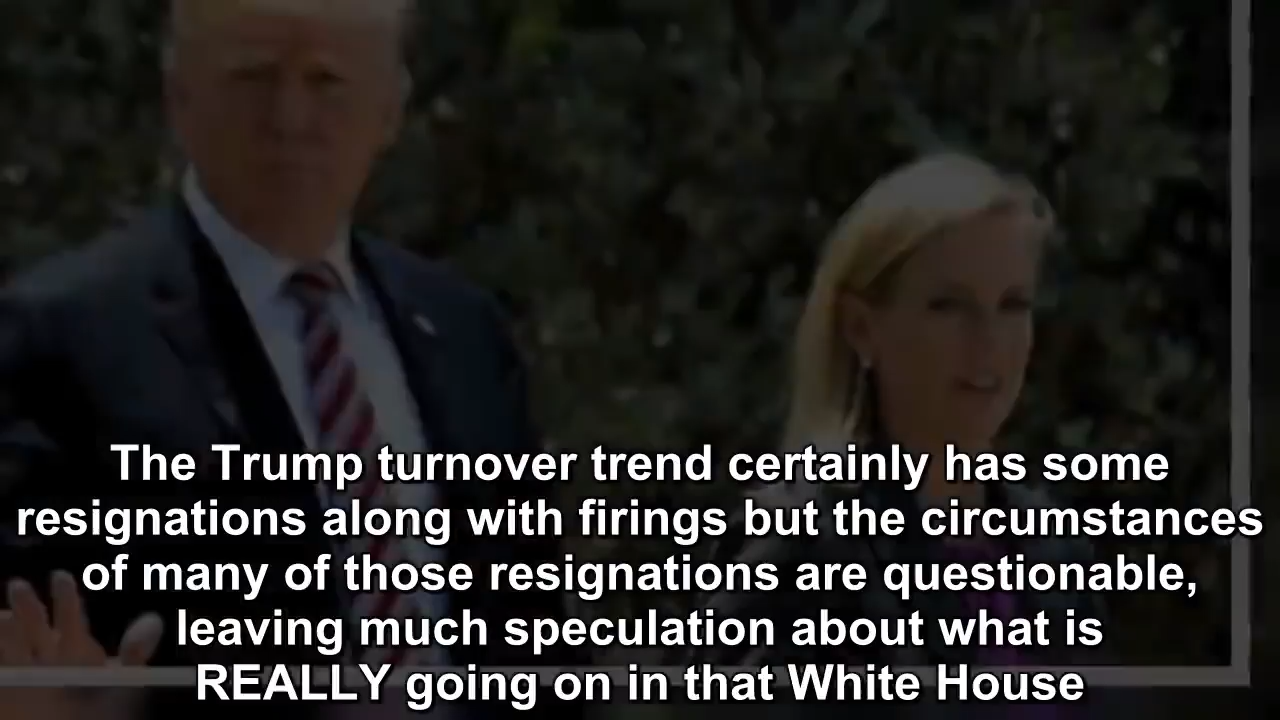 The Trump turnover trend certainly has some
resignations along with firings but the circumstances
of many of those resignations are questionable,
leaving much speculation about what is
REALLY going on in that White House